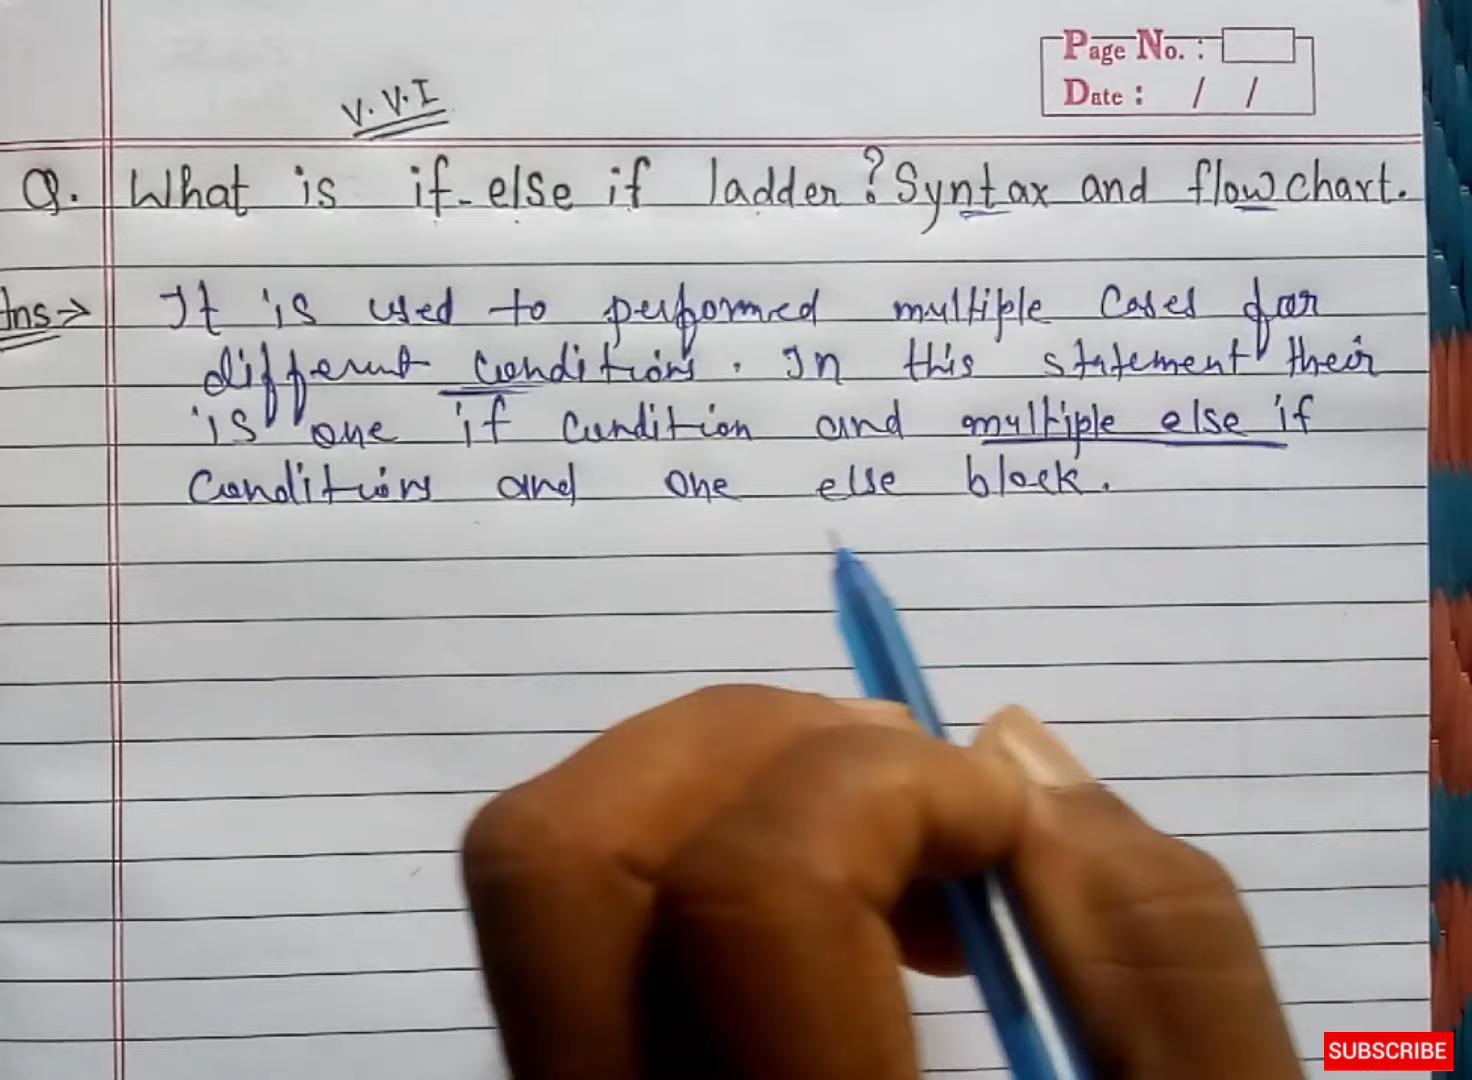 Page No. :
Date : / /
V.V.I
Q. What is if-else if ladder? Syntax and flowchart.
Ans→ It is used to performed multiple Cases for
different conditions. In this statement their
is one if condition and multiple else if
Conditions and one else block.
SUBSCRIBE